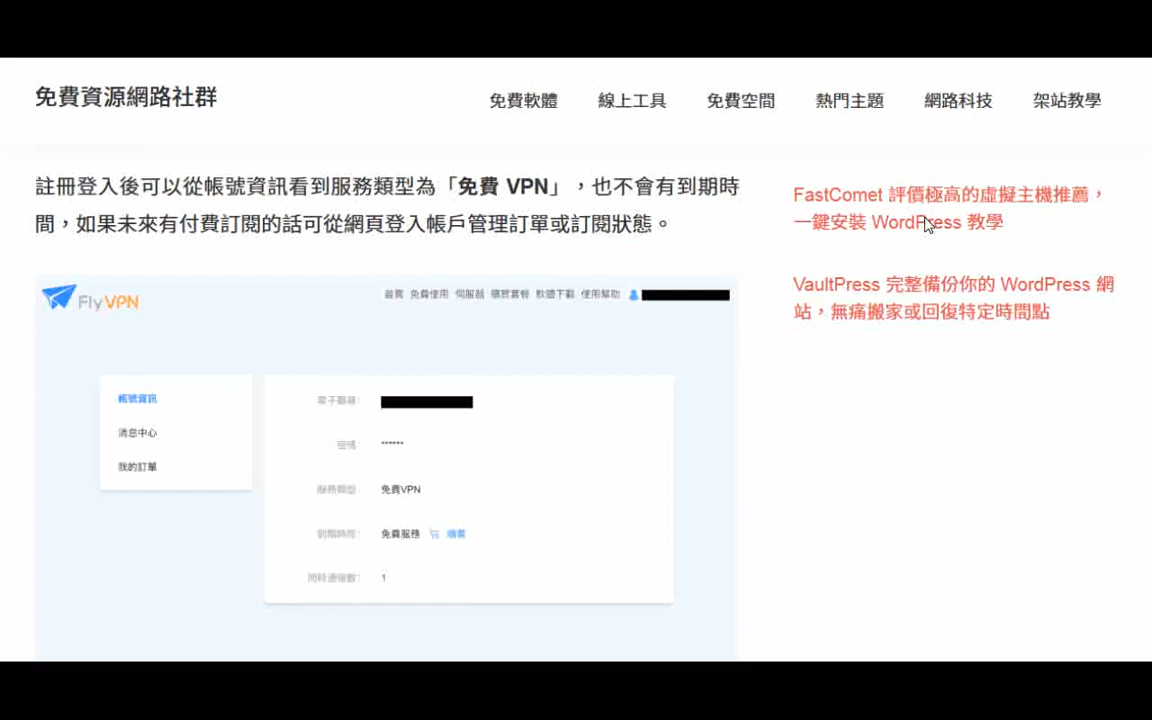 免費資源網路社群
免費軟體 線上工具 免費空間 熱門主題 網路科技 架站教學
註冊登入後可以從帳號資訊看到服務類型為「免費 VPN」，也不會有到期時
間，如果未來有付費訂閱的話可從網頁登入帳戶管理訂單或訂閱狀態。
FastComet 評價極高的虛擬主機推薦，
一鍵安裝 WordPress 教學
VaultPress 完整備份你的 WordPress 網
站，無痛搬家或回復特定時間點
FlyVPN
首頁 免費使用 伺服器 購買套餐 軟體下載 使用幫助
帳號資訊
消息中心
我的訂單
電子郵箱:
密碼: ******
服務類型: 免費VPN
到期時間: 免費服務 購買
同時連線數: 1